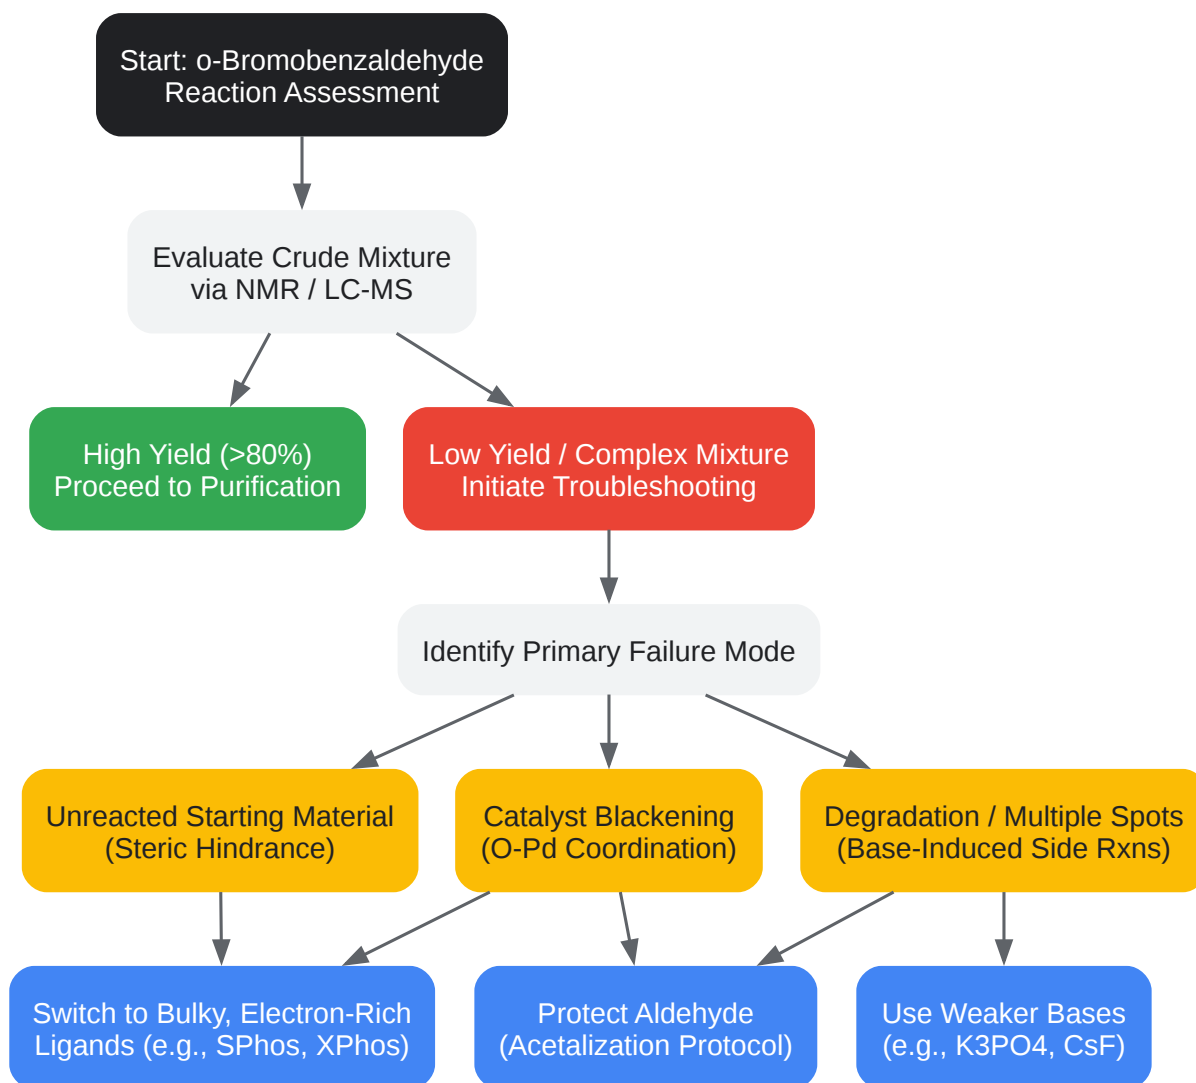 Start: o-Bromobenzaldehyde
Reaction Assessment
Evaluate Crude Mixture
via NMR / LC-MS
High Yield (>80%)
Proceed to Purification
Low Yield / Complex Mixture
Initiate Troubleshooting
Identify Primary Failure Mode
Unreacted Starting Material
(Steric Hindrance)
Catalyst Blackening
(O-Pd Coordination)
Degradation / Multiple Spots
(Base-Induced Side Rxns)
Switch to Bulky, Electron-Rich
Ligands (e.g., SPhos, XPhos)
Protect Aldehyde
(Acetalization Protocol)
Use Weaker Bases
(e.g., K3PO4, CsF)